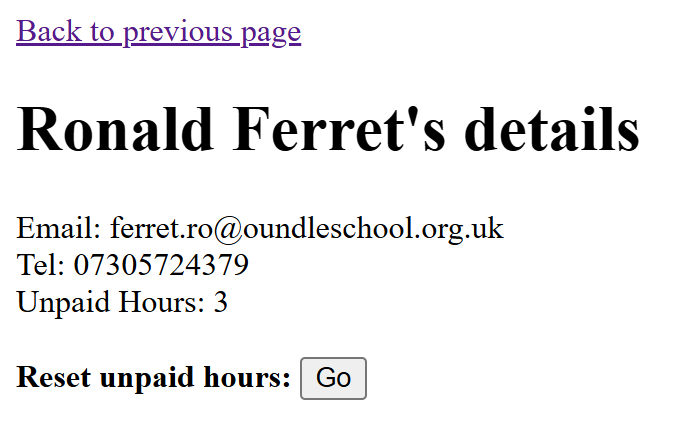 Back to previous page
Ronald Ferret's details
Email: ferret.ro@oundleschool.org.uk
Tel: 07305724379
Unpaid Hours: 3
Reset unpaid hours: Go